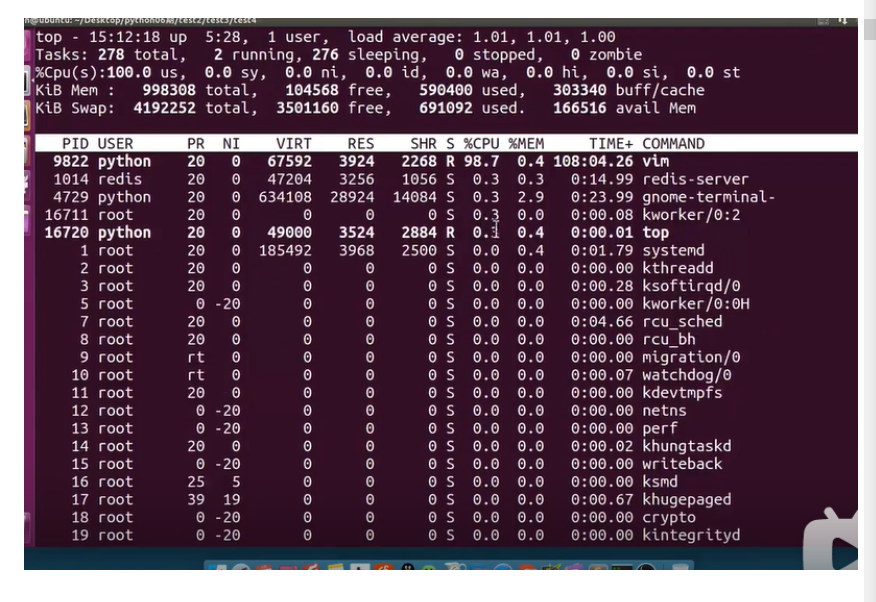 @ubuntu: ~/Desktop/python06/test2/test3/test4
top - 15:12:18 up  5:28,  1 user,  load average: 1.01, 1.01, 1.00
Tasks: 278 total,   2 running, 276 sleeping,   0 stopped,   0 zombie
%Cpu(s):100.0 us,  0.0 sy,  0.0 ni,  0.0 id,  0.0 wa,  0.0 hi,  0.0 si,  0.0 st
KiB Mem :   998308 total,   104568 free,   590400 used,   303340 buff/cache
KiB Swap:  4192252 total,  3501160 free,   691092 used.   166516 avail Mem
PID USER PR NI VIRT RES SHR S %CPU %MEM TIME+ COMMAND
9822 python 20 0 67592 3924 2268 R 98.7 0.4 108:04.26 vim
1014 redis 20 0 47204 3256 1056 S 0.3 0.3 0:14.99 redis-server
4729 python 20 0 634108 28924 14084 S 0.3 2.9 0:23.99 gnome-terminal-
16711 root 20 0 0 0 0 S 0.3 0.0 0:00.08 kworker/0:2
16720 python 20 0 49000 3524 2884 R 0.3 0.4 0:00.01 top
1 root 20 0 185492 3968 2500 S 0.0 0.4 0:01.79 systemd
2 root 20 0 0 0 0 S 0.0 0.0 0:00.00 kthreadd
3 root 20 0 0 0 0 S 0.0 0.0 0:00.28 ksoftirqd/0
5 root 0 -20 0 0 0 S 0.0 0.0 0:00.00 kworker/0:0H
7 root 20 0 0 0 0 S 0.0 0.0 0:04.66 rcu_sched
8 root 20 0 0 0 0 S 0.0 0.0 0:00.00 rcu_bh
9 root rt 0 0 0 0 S 0.0 0.0 0:00.00 migration/0
10 root rt 0 0 0 0 S 0.0 0.0 0:00.07 watchdog/0
11 root 20 0 0 0 0 S 0.0 0.0 0:00.00 kdevtmpfs
12 root 0 -20 0 0 0 S 0.0 0.0 0:00.00 netns
13 root 0 -20 0 0 0 S 0.0 0.0 0:00.00 perf
14 root 20 0 0 0 0 S 0.0 0.0 0:00.02 khungtaskd
15 root 0 -20 0 0 0 S 0.0 0.0 0:00.00 writeback
16 root 25 5 0 0 0 S 0.0 0.0 0:00.00 ksmd
17 root 39 19 0 0 0 S 0.0 0.0 0:00.67 khugepaged
18 root 0 -20 0 0 0 S 0.0 0.0 0:00.00 crypto
19 root 0 -20 0 0 0 S 0.0 0.0 0:00.00 kintegrityd